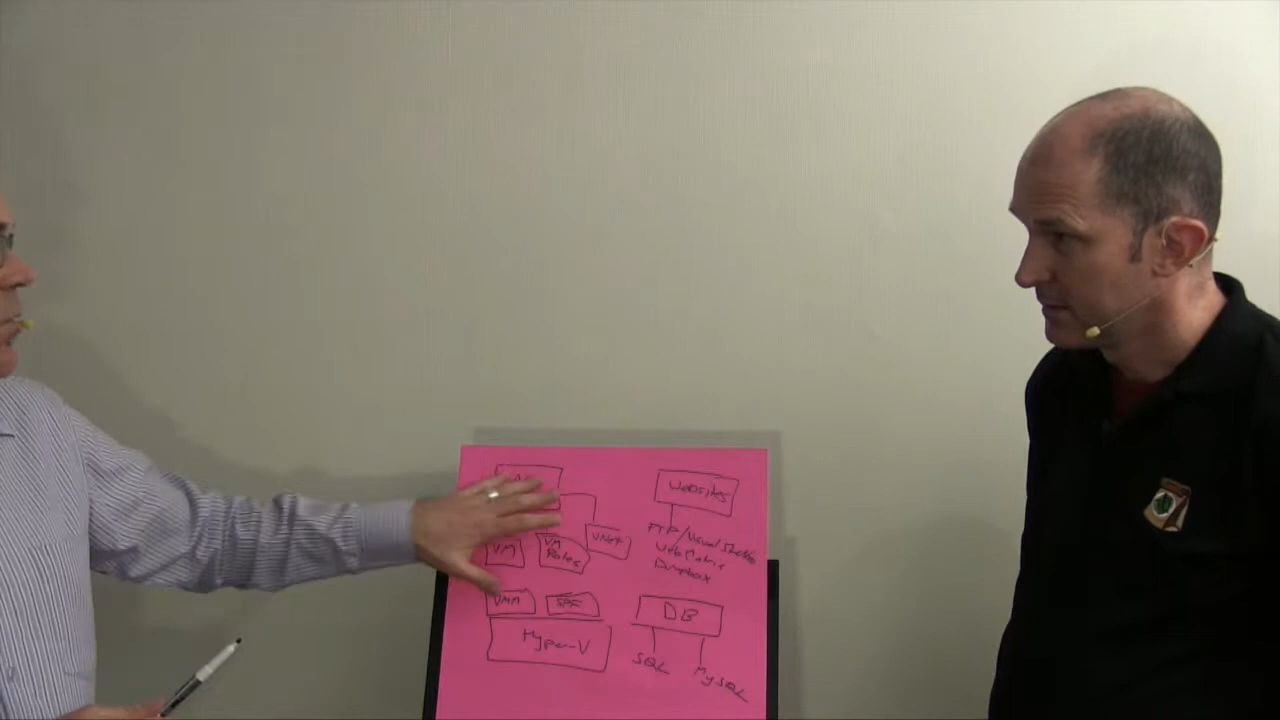 VM
VM
Roles
VNet
VMM
SPF
Hyper-V
Websites
FTP/Visual Studio
WebMatrix
Dropbox
DB
SQL
MySQL